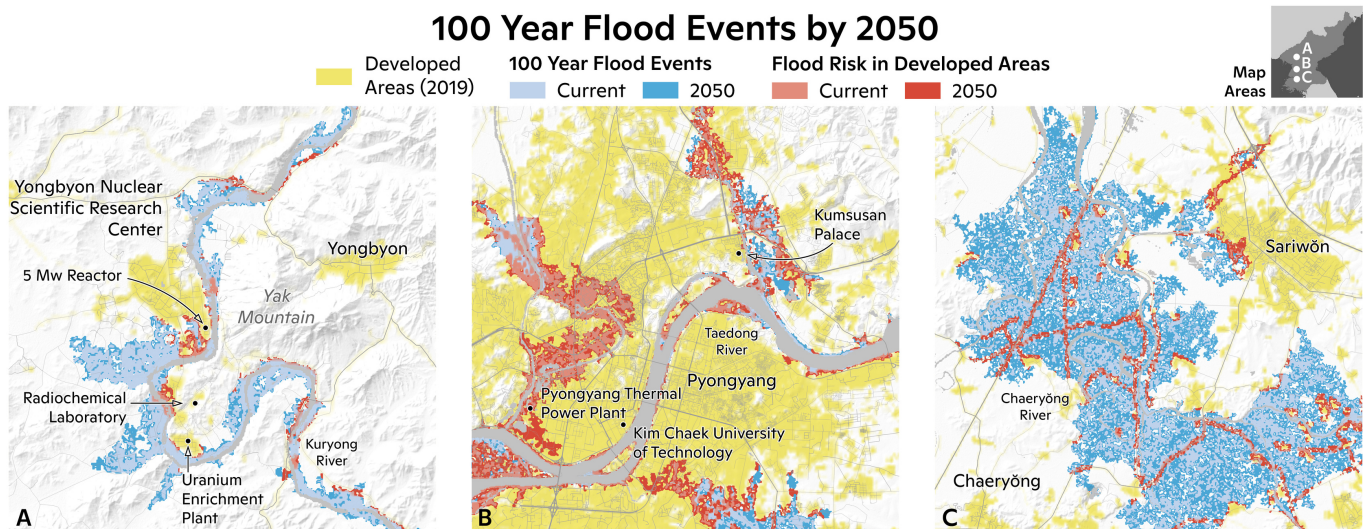 100 Year Flood Events by 2050
Developed
Areas (2019)
100 Year Flood Events
Current
2050
Flood Risk in Developed Areas
Current
2050
Map
Areas
A
B
C
Yongbyon Nuclear
Scientific Research
Center
Yongbyon
5 Mw Reactor
Yak
Mountain
Radiochemical
Laboratory
Kuryong
River
Uranium
Enrichment
Plant
A
Kumsusan
Palace
Taedong
River
Pyongyang
Pyongyang Thermal
Power Plant
Kim Chaek University
of Technology
B
Sariwŏn
Chaeryŏng
River
Chaeryŏng
C